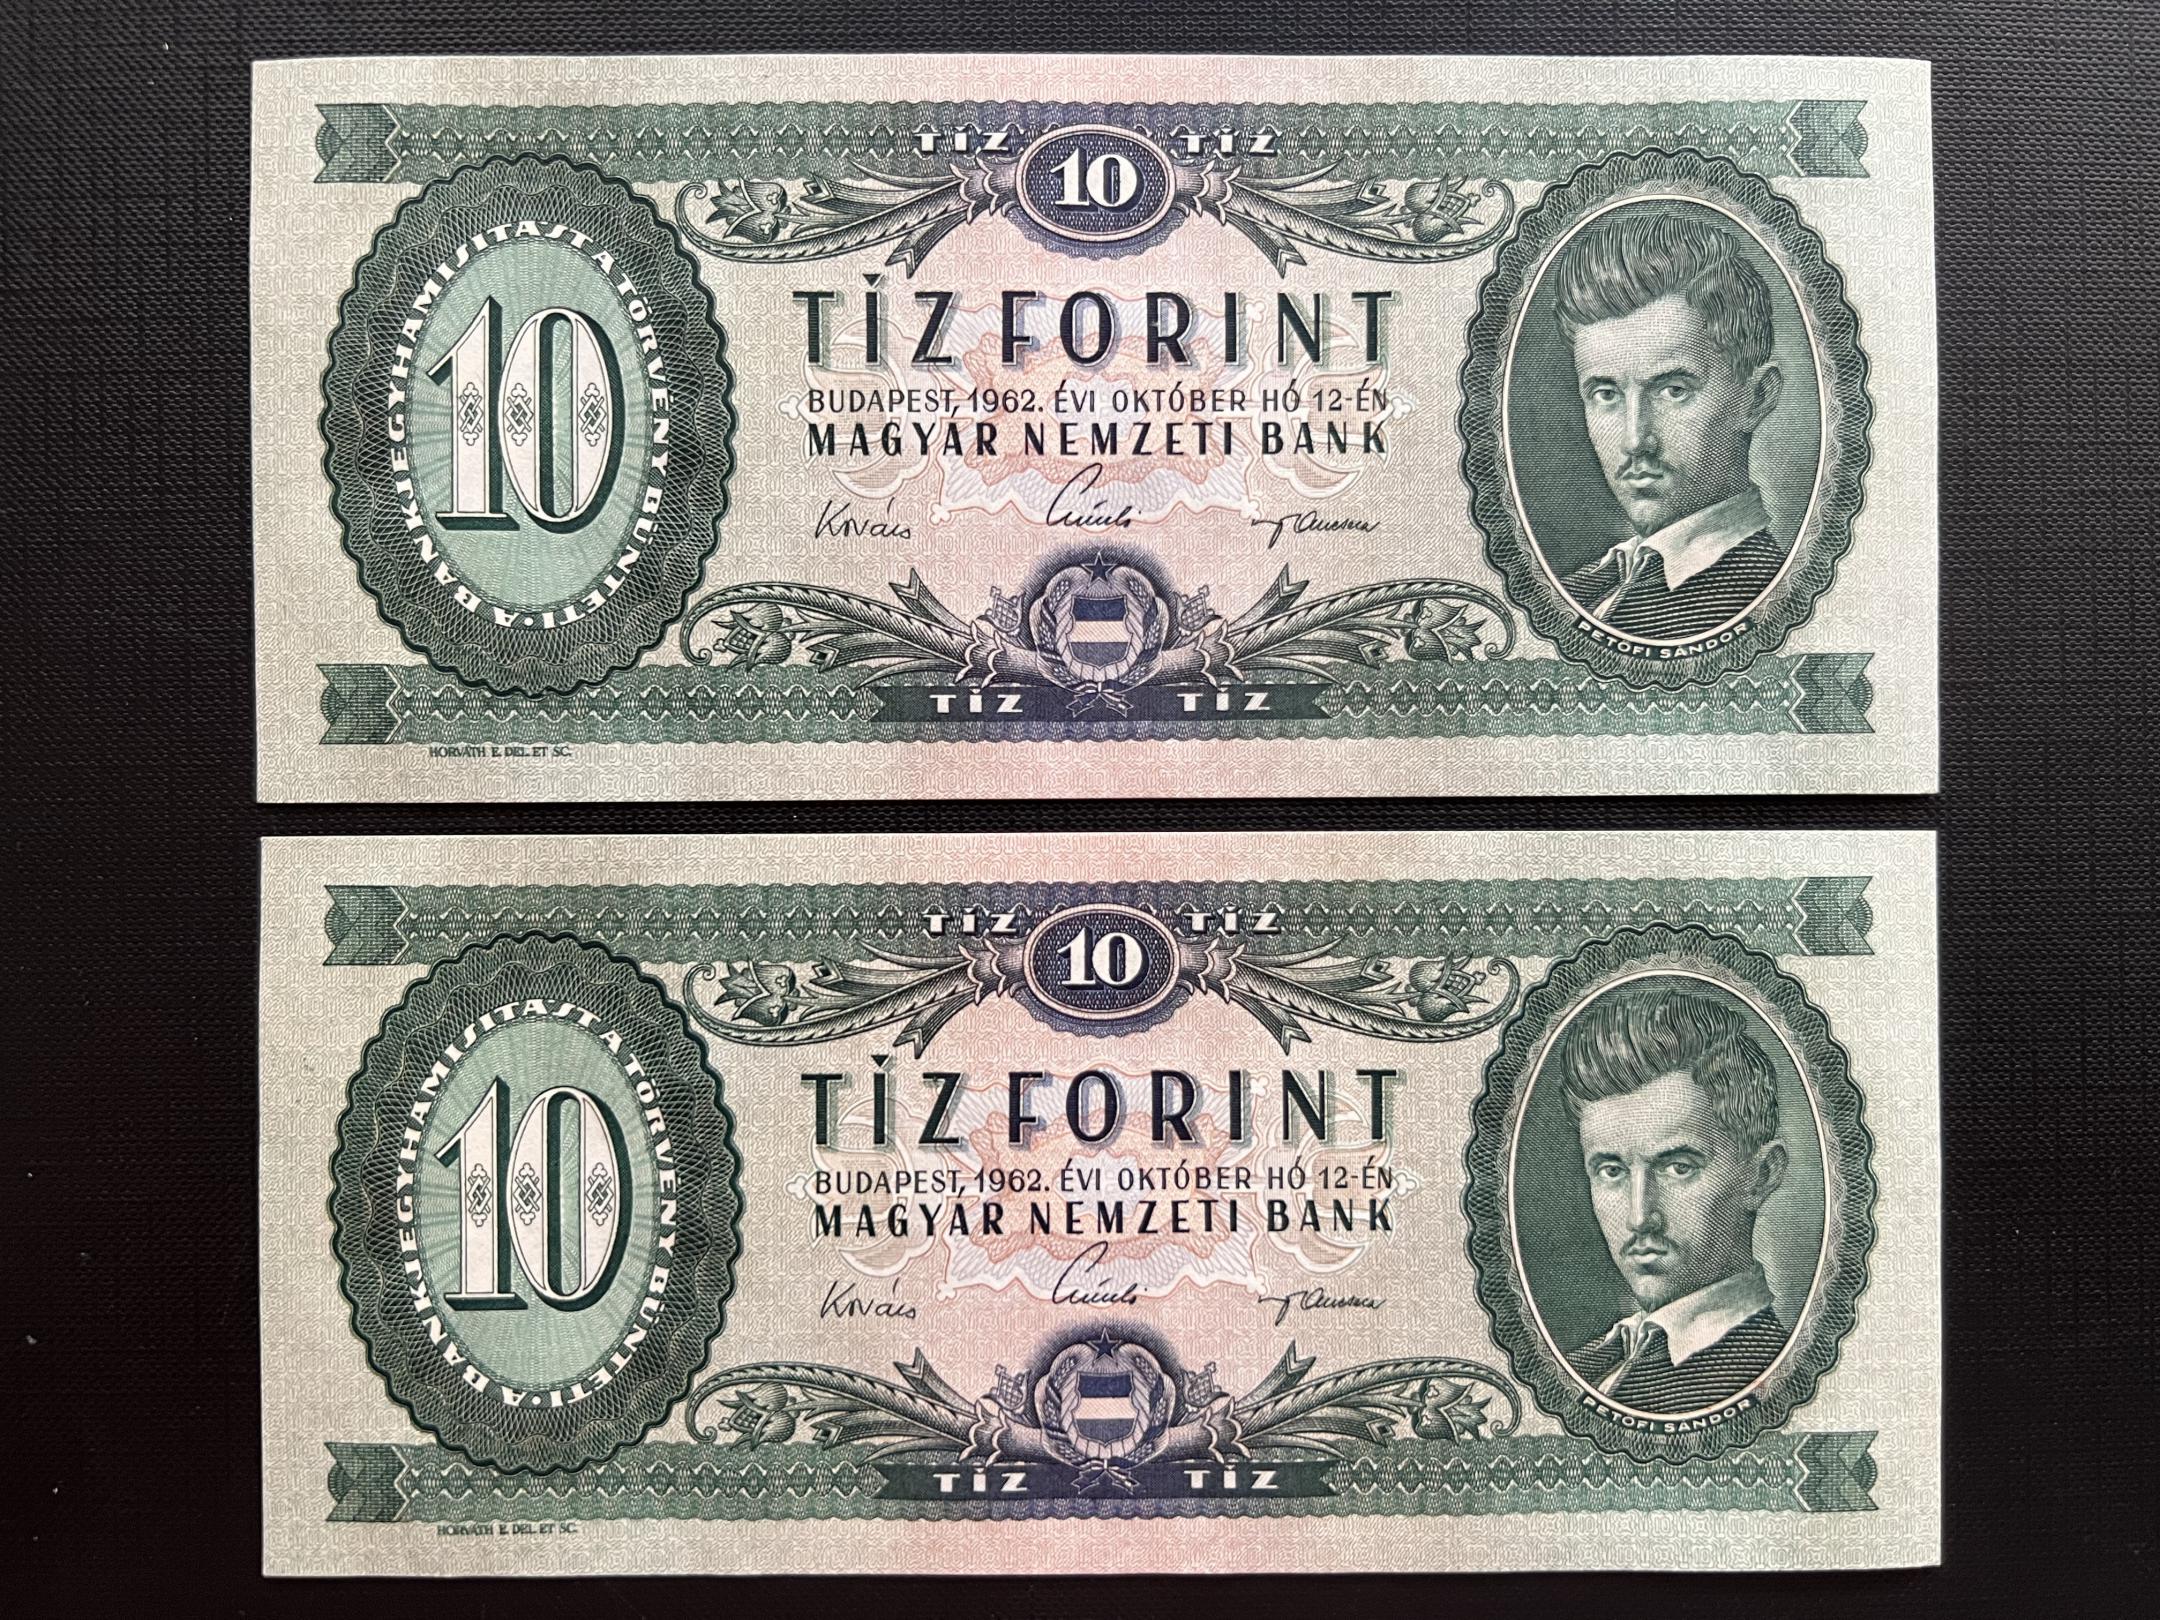 TÍZ 10 TÍZ
A BANKJEGYHAMISÍTÁST A TÖRVÉNY BÜNTETI •
10
TÍZ FORINT
BUDAPEST, 1962. ÉVI OKTÓBER HÓ 12-ÉN
MAGYAR NEMZETI BANK
Kovács
PETŐFI SÁNDOR
TÍZ TÍZ
HORVÁTH E. DEL. ET SC.
TÍZ 10 TÍZ
A BANKJEGYHAMISÍTÁST A TÖRVÉNY BÜNTETI •
10
TÍZ FORINT
BUDAPEST, 1962. ÉVI OKTÓBER HÓ 12-ÉN
MAGYAR NEMZETI BANK
Kovács
PETŐFI SÁNDOR
TÍZ TÍZ
HORVÁTH E. DEL. ET SC.